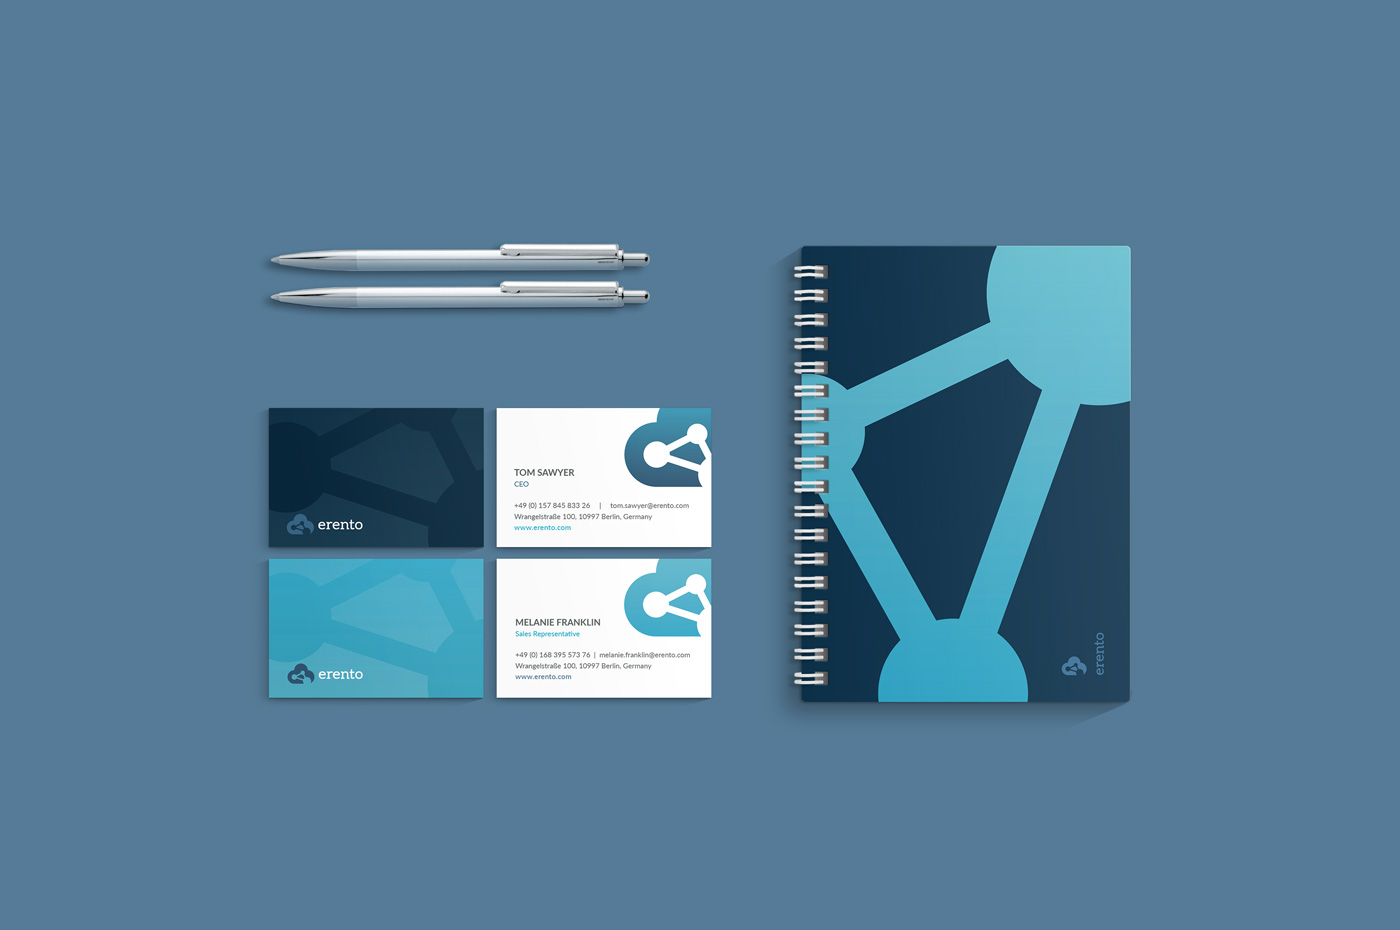 erento
TOM SAWYER
CEO
+49 (0) 157 845 833 26 | tom.sawyer@erento.com
Wrangelstraße 100, 10997 Berlin, Germany
www.erento.com
erento
MELANIE FRANKLIN
Sales Representative
+49 (0) 168 395 573 76 | melanie.franklin@erento.com
Wrangelstraße 100, 10997 Berlin, Germany
www.erento.com
erento